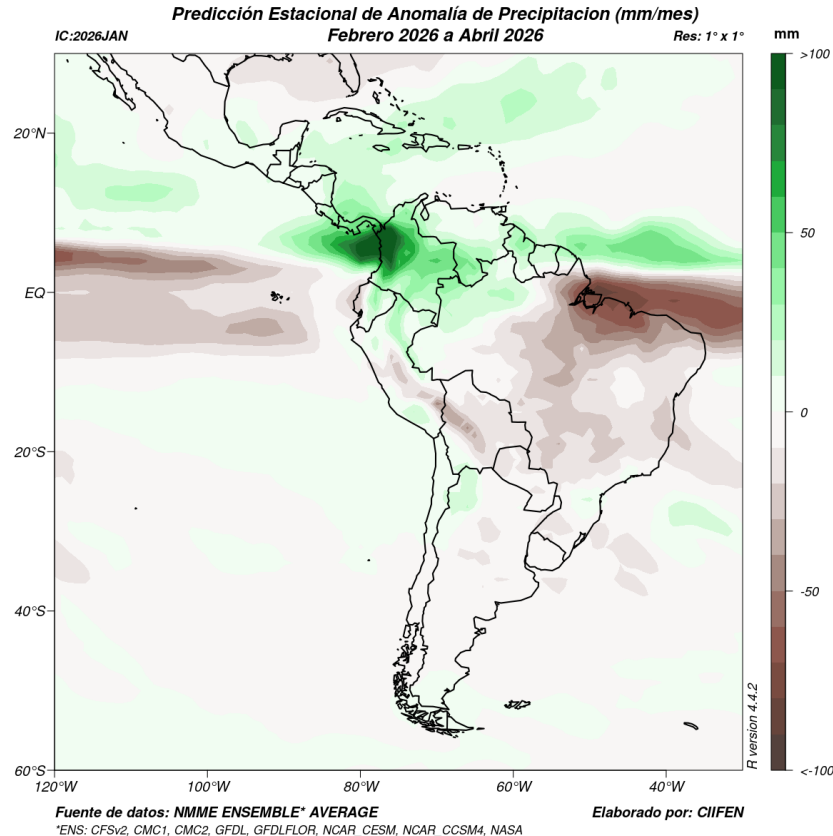 Predicción Estacional de Anomalía de Precipitacion (mm/mes)
IC:2026JAN
Febrero 2026 a Abril 2026
Res: 1° x 1°
mm
>100
50
0
-50
<-100
20°N
EQ
20°S
40°S
60°S
120°W
100°W
80°W
60°W
40°W
R version 4.4.2
Fuente de datos: NMME ENSEMBLE* AVERAGE
Elaborado por: CIIFEN
*ENS: CFSv2, CMC1, CMC2, GFDL, GFDLFLOR, NCAR_CESM, NCAR_CCSM4, NASA